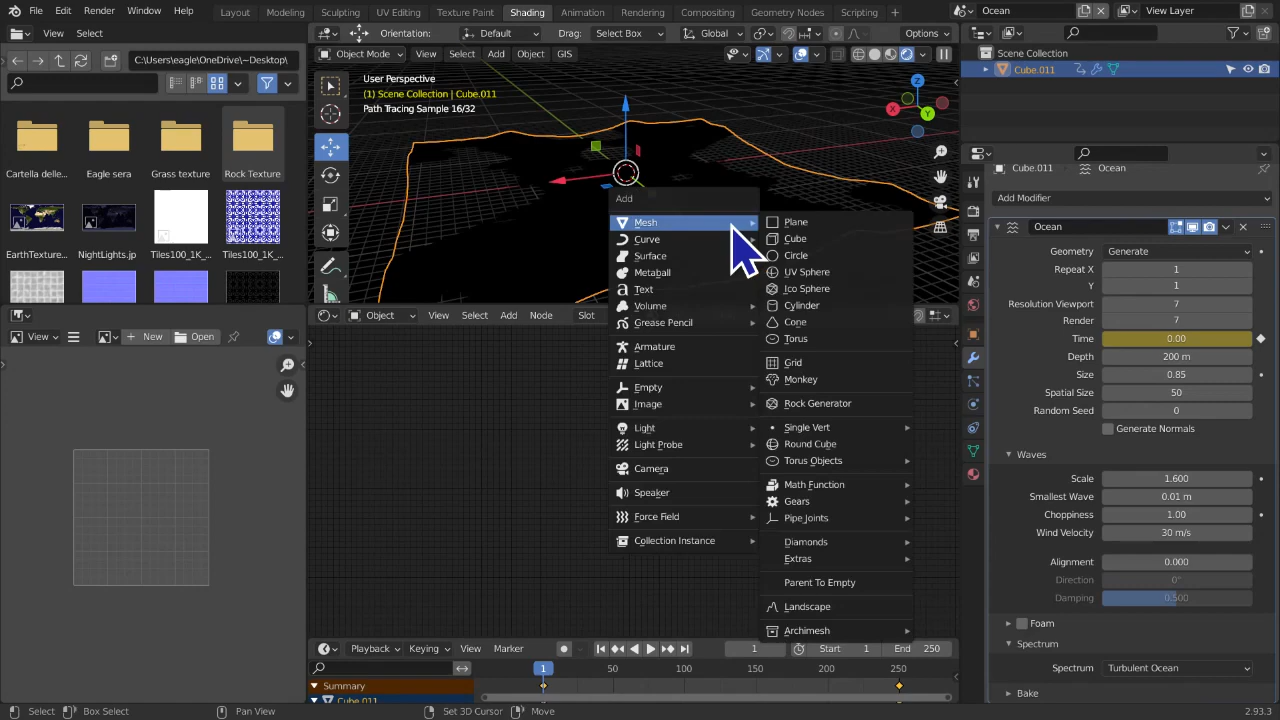 File Edit Render Window Help Layout Modeling Sculpting UV Editing Texture Paint Shading Animation Rendering Compositing Geometry Nodes Scripting + Ocean View Layer
View Select
Orientation: Default Drag: Select Box Global Options
C:\Users\eagle\OneDrive\~Desktop\
Object Mode View Select Add Object GIS
Scene Collection
Cube.011
User Perspective
(1) Scene Collection | Cube.011
Path Tracing Sample 16/32
Z
X
Y
Cartella delle... Eagle sera Grass texture Rock Texture
EarthTexture... NightLights.jp Tiles100_1K_... Tiles100_1K_...
Add
Mesh
Curve
Surface
Metaball
Text
Volume
Grease Pencil
Armature
Lattice
Empty
Image
Light
Light Probe
Camera
Speaker
Force Field
Collection Instance
Plane
Cube
Circle
UV Sphere
Ico Sphere
Cylinder
Cone
Torus
Grid
Monkey
Rock Generator
Single Vert
Round Cube
Torus Objects
Math Function
Gears
Pipe Joints
Diamonds
Extras
Parent To Empty
Landscape
Archimesh
View + New Open
Object View Select Add Node Slot
Cube.011 Ocean
Add Modifier
Ocean
Geometry Generate
Repeat X 1
Y 1
Resolution Viewport 7
Render 7
Time 0.00
Depth 200 m
Size 0.85
Spatial Size 50
Random Seed 0
Generate Normals
Waves
Scale 1.600
Smallest Wave 0.01 m
Choppiness 1.00
Wind Velocity 30 m/s
Alignment 0.000
Direction 0°
Damping 0.500
Foam
Spectrum
Spectrum Turbulent Ocean
Bake
Playback Keying View Marker 1 Start 1 End 250
1 50 100 150 200 250
Summary
Cube.011
Select Box Select Pan View Set 3D Cursor Move 2.93.3